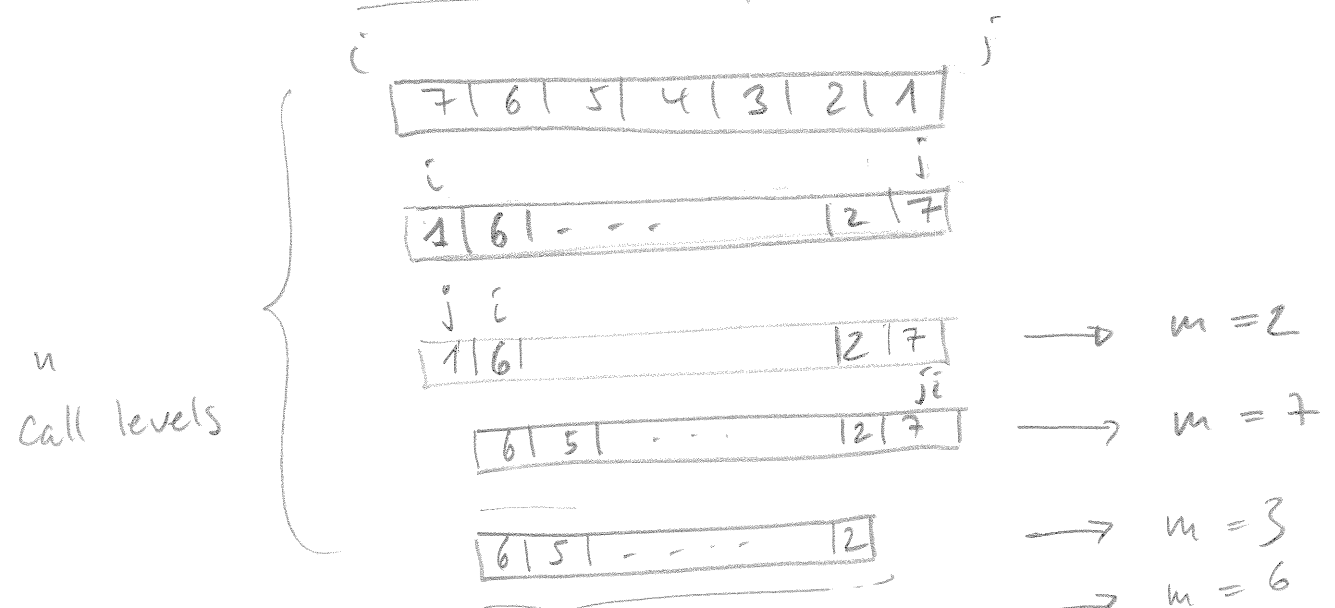 i j
7 | 6 | 5 | 4 | 3 | 2 | 1
i j
1 | 6 | - - - | 2 | 7
j i
1 | 6 | | 2 | 7 → m = 2
ji
6 | 5 | . . . . | 2 | 7 → m = 7
6 | 5 | - - - - | 2 → m = 3
→ m = 6
n
call levels